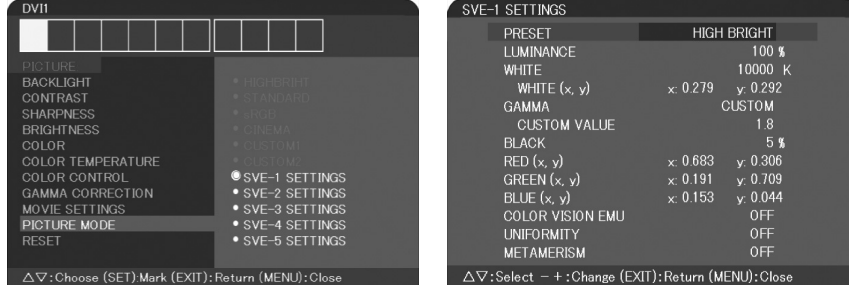 DVI1
PICTURE
BACKLIGHT
CONTRAST
SHARPNESS
BRIGHTNESS
COLOR
COLOR TEMPERATURE
COLOR CONTROL
GAMMA CORRECTION
MOVIE SETTINGS
PICTURE MODE
RESET
• HIGHBRIHT
• STANDARD
• sRGB
• CINEMA
• CUSTOM1
• CUSTOM2
SVE-1 SETTINGS
• SVE-2 SETTINGS
• SVE-3 SETTINGS
• SVE-4 SETTINGS
• SVE-5 SETTINGS
△▽:Choose (SET):Mark (EXIT):Return (MENU):Close
SVE-1 SETTINGS
PRESET HIGH BRIGHT
LUMINANCE 100 %
WHITE 10000 K
WHITE (x, y) x: 0.279 y: 0.292
GAMMA CUSTOM
CUSTOM VALUE 1.8
BLACK 5 %
RED (x, y) x: 0.683 y: 0.306
GREEN (x, y) x: 0.191 y: 0.709
BLUE (x, y) x: 0.153 y: 0.044
COLOR VISION EMU OFF
UNIFORMITY OFF
METAMERISM OFF
△▽:Select -+:Change (EXIT):Return (MENU):Close